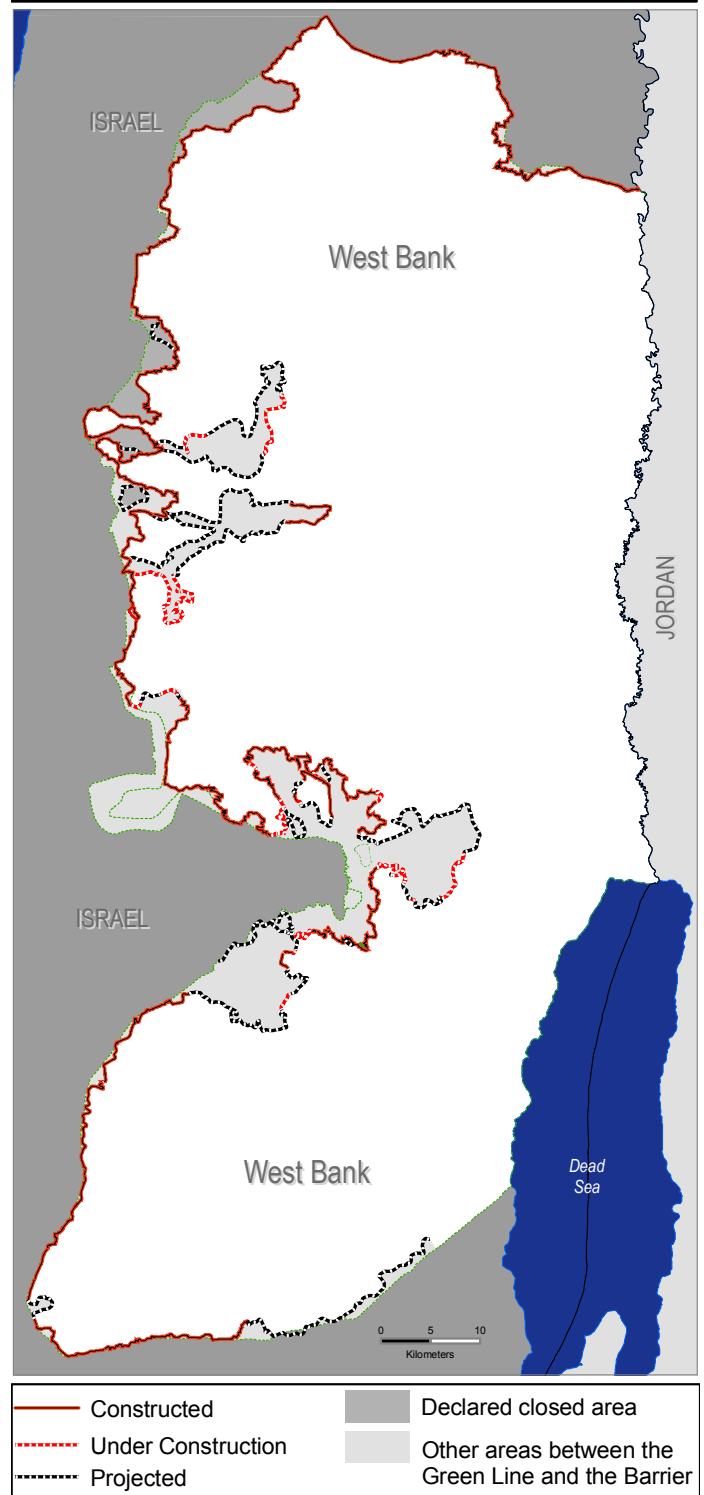 ISRAEL
West Bank
JORDAN
ISRAEL
West Bank
Dead
Sea
0 5 10
Kilometers
Constructed
Under Construction
Projected
Declared closed area
Other areas between the
Green Line and the Barrier